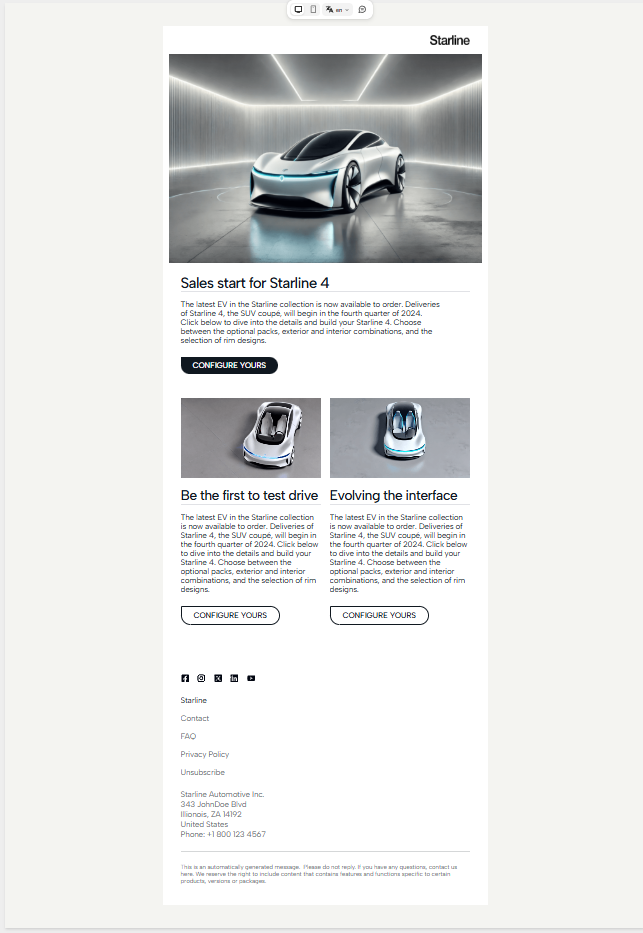 en
Starline
Sales start for Starline 4
The latest EV in the Starline collection is now available to order. Deliveries
of Starline 4, the SUV coupé, will begin in the fourth quarter of 2024.
Click below to dive into the details and build your Starline 4. Choose
between the optional packs, exterior and interior combinations, and the
selection of rim designs.
CONFIGURE YOURS
Be the first to test drive
The latest EV in the Starline collection
is now available to order. Deliveries of
Starline 4, the SUV coupé, will begin in
the fourth quarter of 2024. Click below
to dive into the details and build your
Starline 4. Choose between the
optional packs, exterior and interior
combinations, and the selection of rim
designs.
CONFIGURE YOURS
Evolving the interface
The latest EV in the Starline collection
is now available to order. Deliveries of
Starline 4, the SUV coupé, will begin in
the fourth quarter of 2024. Click below
to dive into the details and build your
Starline 4. Choose between the
optional packs, exterior and interior
combinations, and the selection of rim
designs.
CONFIGURE YOURS
Starline
Contact
FAQ
Privacy Policy
Unsubscribe
Starline Automotive Inc.
343 JohnDoe Blvd
Illionois, ZA 14192
United States
Phone: +1 800 123 4567
This is an automatically generated message. Please do not reply. If you have any questions, contact us
here. We reserve the right to include content that contains features and functions specific to certain
products, versions or packages.